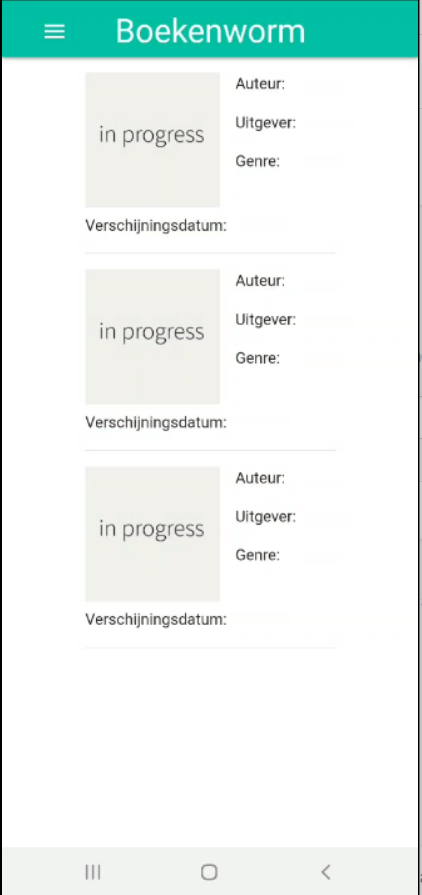 Boekenworm
in progress
Auteur:
Uitgever:
Genre:
Verschijningsdatum:
in progress
Auteur:
Uitgever:
Genre:
Verschijningsdatum:
in progress
Auteur:
Uitgever:
Genre:
Verschijningsdatum: